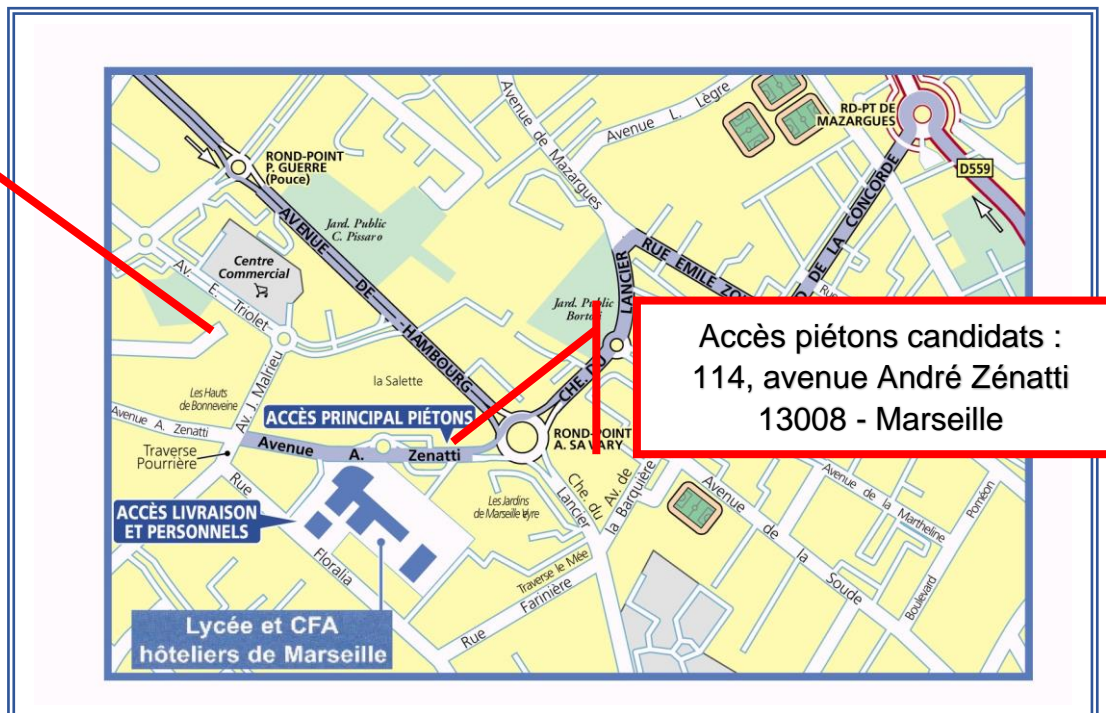 Avenue L. Lègre
Avenue de Mazargues
RD-PT DE
MAZARGUES
D559
ROND-POINT
P. GUERRE
(Pouce)
AVENUE DE HAMBOURG
Jard. Public
C. Pissaro
Centre
Commercial
Av. E. Triolet
D DE LA CONCORDE
RUE EMILE ZO
Jard. Public
CHE. DU LANCIER
Rue
Accès piétons candidats :
114, avenue André Zénatti
13008 - Marseille
Av. J. Malrieu
la Salette
Les Hauts
de Bonneveine
ACCÈS PRINCIPAL PIÉTONS
Avenue A. Zenatti
Avenue A. Zenatti
ROND-POINT
A. SAVARY
Traverse
Pourrière
Rue Floralia
ACCÈS LIVRAISON
ET PERSONNELS
Les Jardins
de Marseille
Che. du
Lancier
Av. de
la Barquière
Avenue de la Soude
Avenue de la Martheline
Boulevard Poméon
Traverse le Mée
Rue Farinière
Lycée et CFA
hôteliers de Marseille